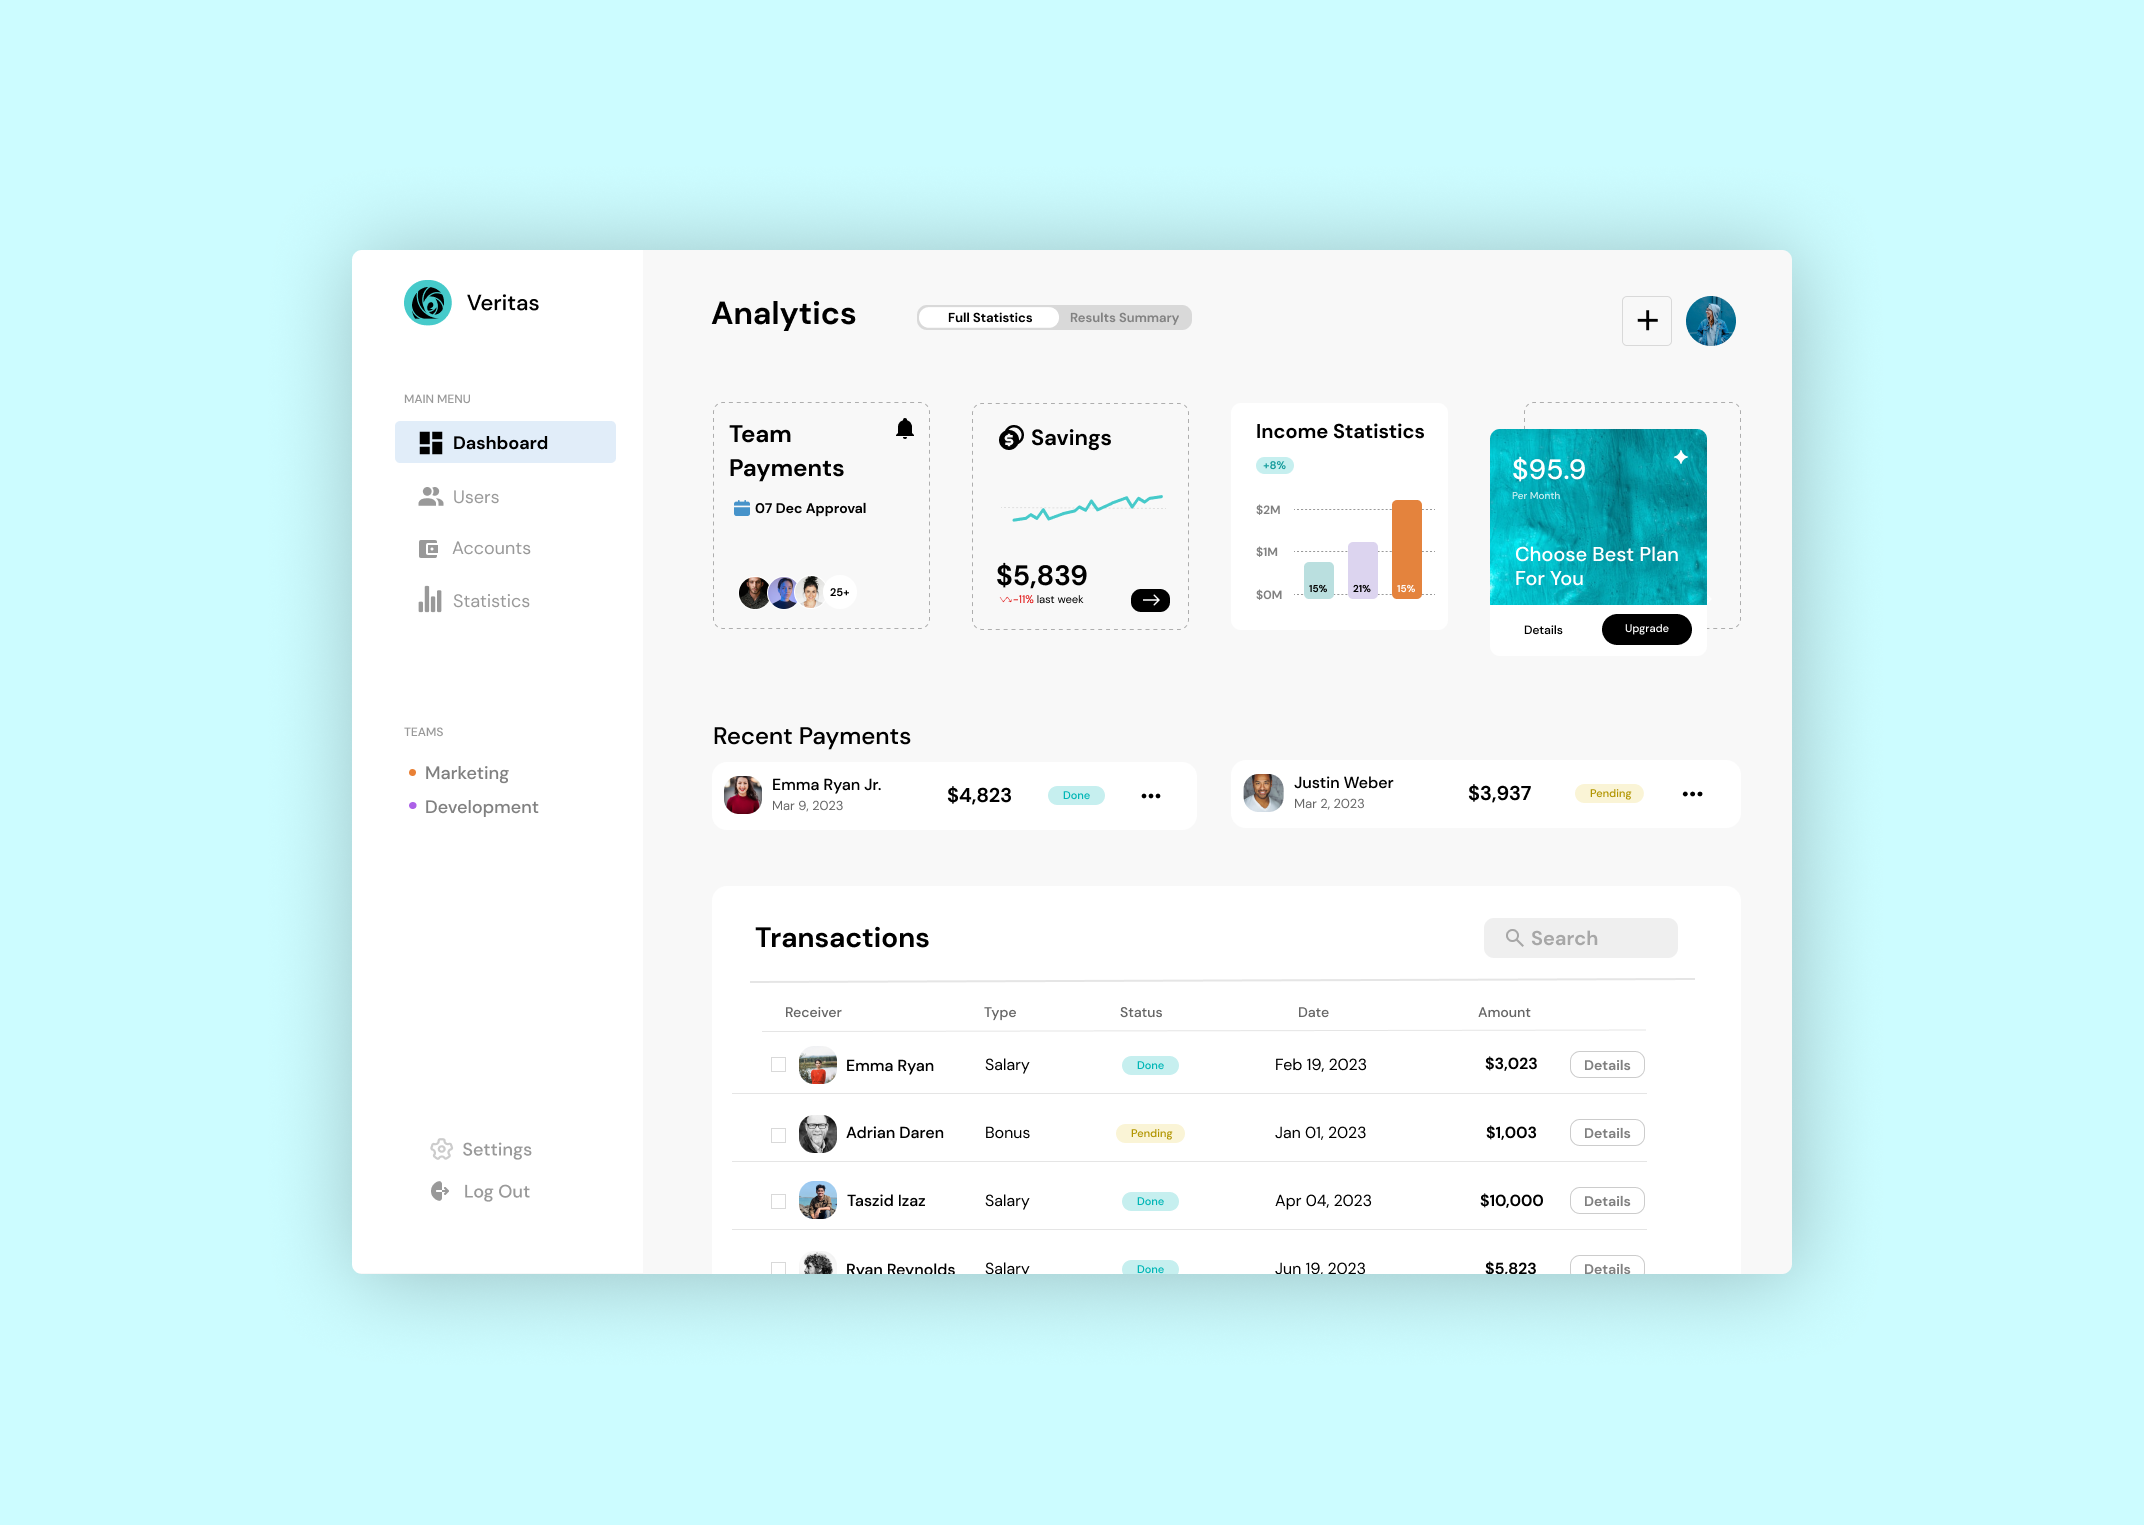 Veritas
MAIN MENU
Dashboard
Users
Accounts
Statistics
TEAMS
Marketing
Development
Settings
Log Out
Analytics
Full Statistics
Results Summary
Team
Payments
07 Dec Approval
25+
Savings
$5,839
-11% last week
Income Statistics
+8%
$2M
$1M
$0M
15%
21%
15%
$95.9
Per Month
Choose Best Plan
For You
Details
Upgrade
Recent Payments
Emma Ryan Jr.
Mar 9, 2023
$4,823
Done
Justin Weber
Mar 2, 2023
$3,937
Pending
Transactions
Search
Receiver Type Status Date Amount
Emma Ryan Salary Done Feb 19, 2023 $3,023 Details
Adrian Daren Bonus Pending Jan 01, 2023 $1,003 Details
Taszid Izaz Salary Done Apr 04, 2023 $10,000 Details
Ryan Reynolds Salary Done Jun 19, 2023 $5,823 Details